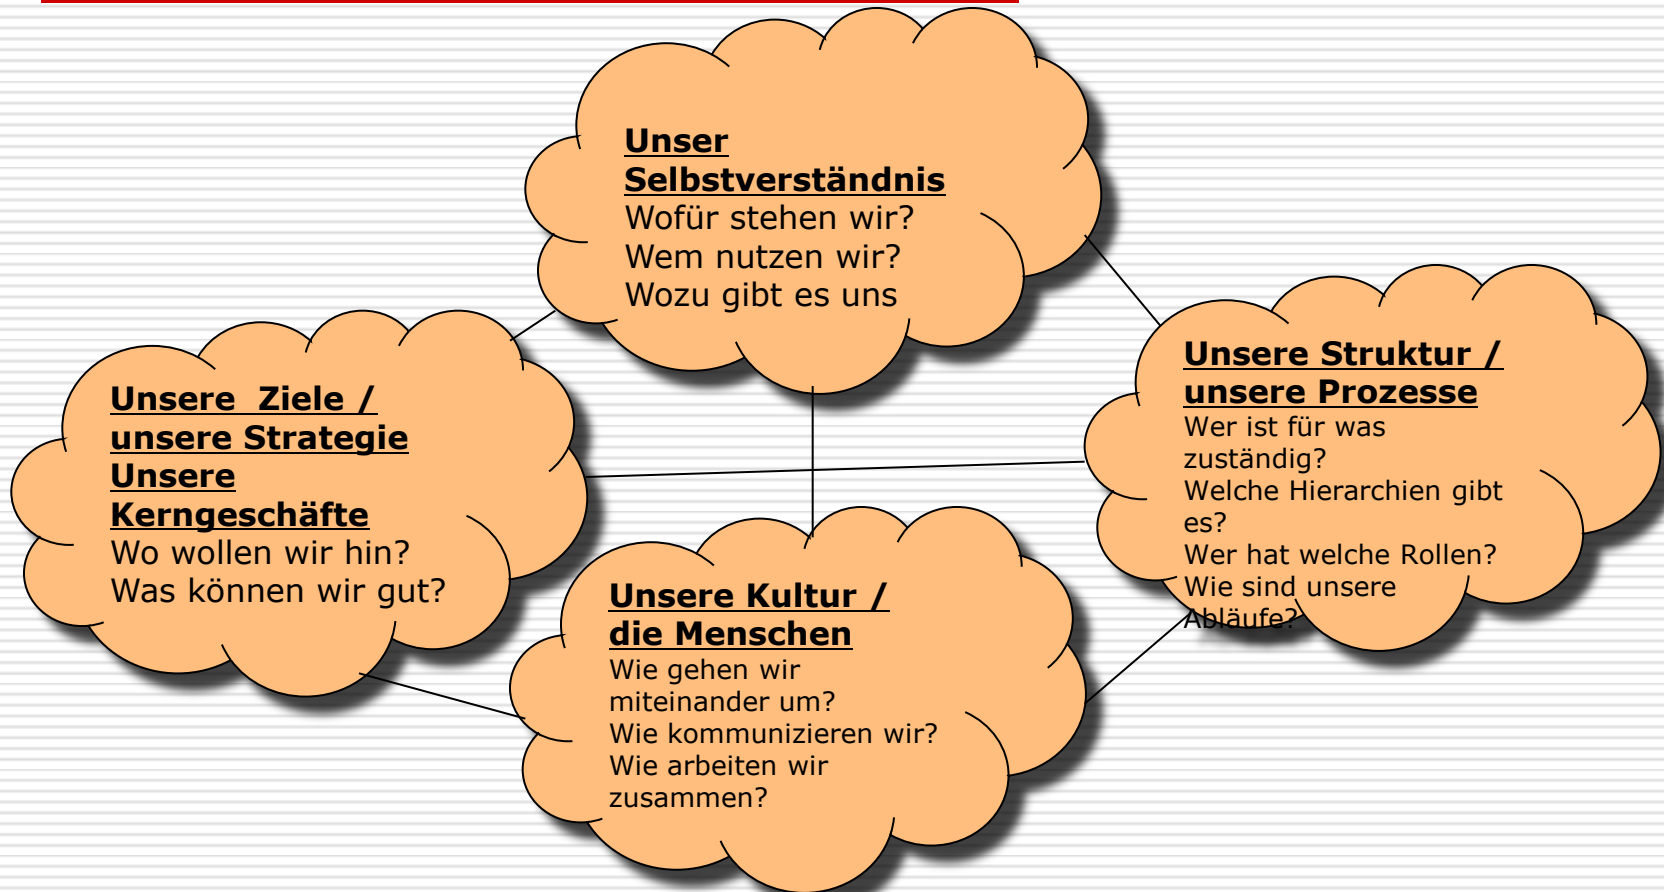 Unser
Selbstverständnis
Wofür stehen wir?
Wem nutzen wir?
Wozu gibt es uns
Unsere  Ziele /
unsere Strategie
Unsere
Kerngeschäfte
Wo wollen wir hin?
Was können wir gut?
Unsere Struktur /
unsere Prozesse
Wer ist für was
zuständig?
Welche Hierarchien gibt
es?
Wer hat welche Rollen?
Wie sind unsere
Abläufe?
Unsere Kultur /
die Menschen
Wie gehen wir
miteinander um?
Wie kommunizieren wir?
Wie arbeiten wir
zusammen?